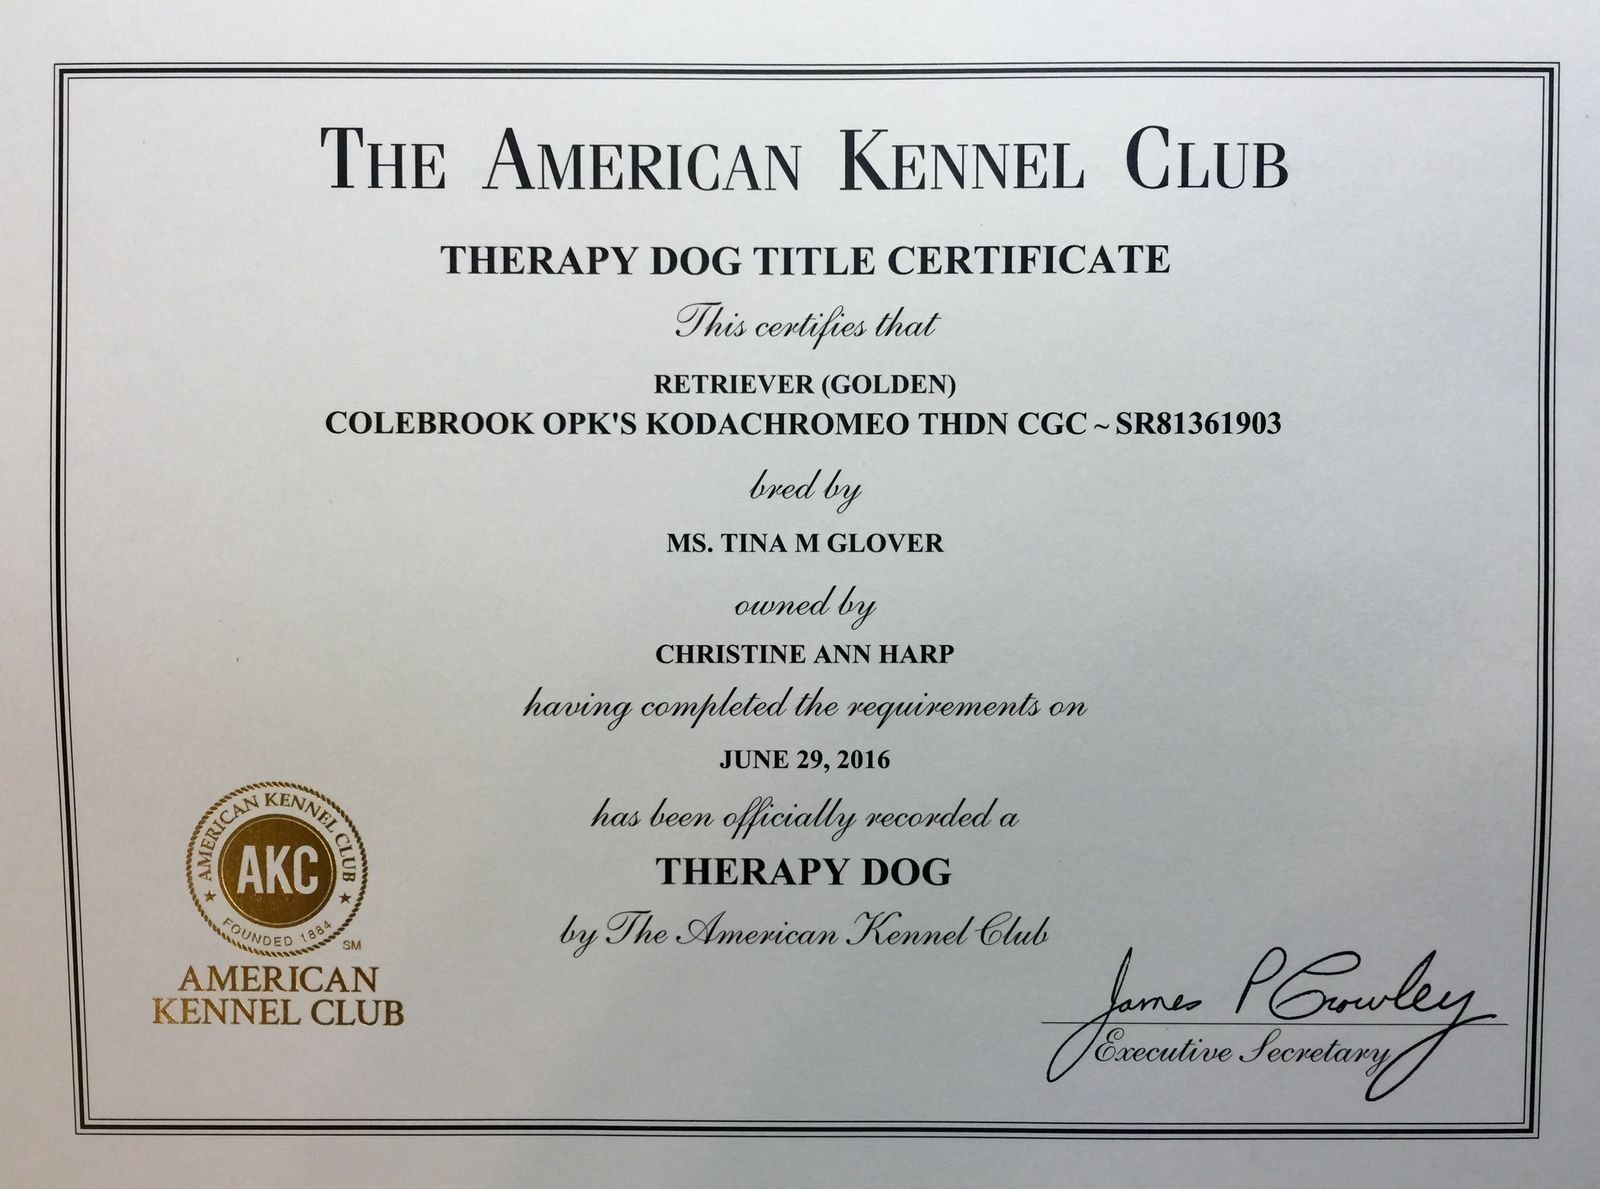 THE AMERICAN KENNEL CLUB
THERAPY DOG TITLE CERTIFICATE
This certifies that
RETRIEVER (GOLDEN)
COLEBROOK OPK'S KODACHROMEO THDN CGC ~ SR81361903
bred by
MS. TINA M GLOVER
owned by
CHRISTINE ANN HARP
having completed the requirements on
JUNE 29, 2016
has been officially recorded a
THERAPY DOG
by The American Kennel Club
AMERICAN KENNEL CLUB
AKC
FOUNDED 1884
SM
AMERICAN
KENNEL CLUB
James P Crowley
Executive Secretary